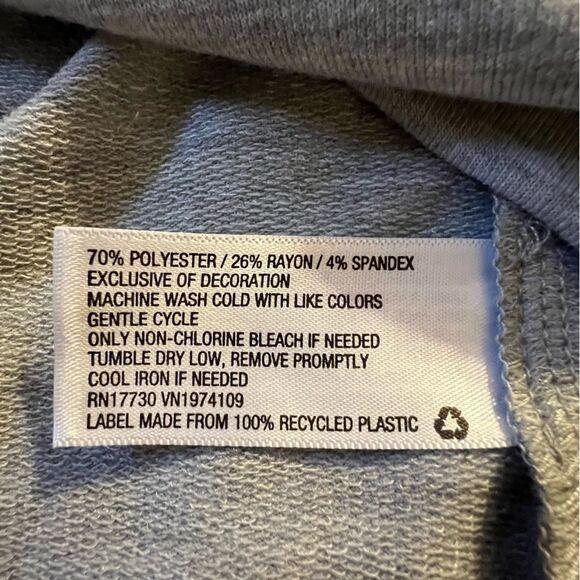 70% POLYESTER / 26% RAYON / 4% SPANDEX
EXCLUSIVE OF DECORATION
MACHINE WASH COLD WITH LIKE COLORS
GENTLE CYCLE
ONLY NON-CHLORINE BLEACH IF NEEDED
TUMBLE DRY LOW, REMOVE PROMPTLY
COOL IRON IF NEEDED
RN17730 VN1974109
LABEL MADE FROM 100% RECYCLED PLASTIC